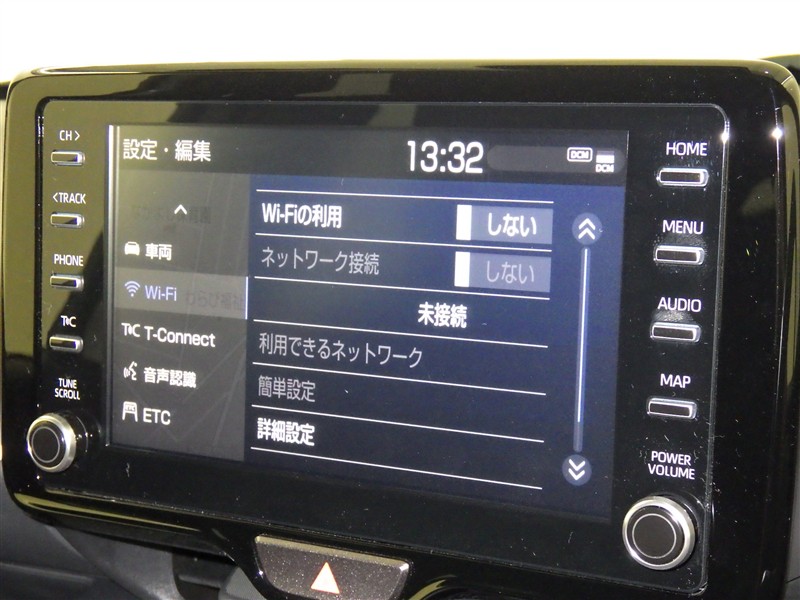 CH >
< TRACK
PHONE
T•C
TUNE
SCROLL
設定・編集
13:32
DCM
DCM
車両
Wi-Fi
T•C T-Connect
音声認識
ETC
Wi-Fiの利用 しない
ネットワーク接続 しない
未接続
利用できるネットワーク
簡単設定
詳細設定
HOME
MENU
AUDIO
MAP
POWER
VOLUME